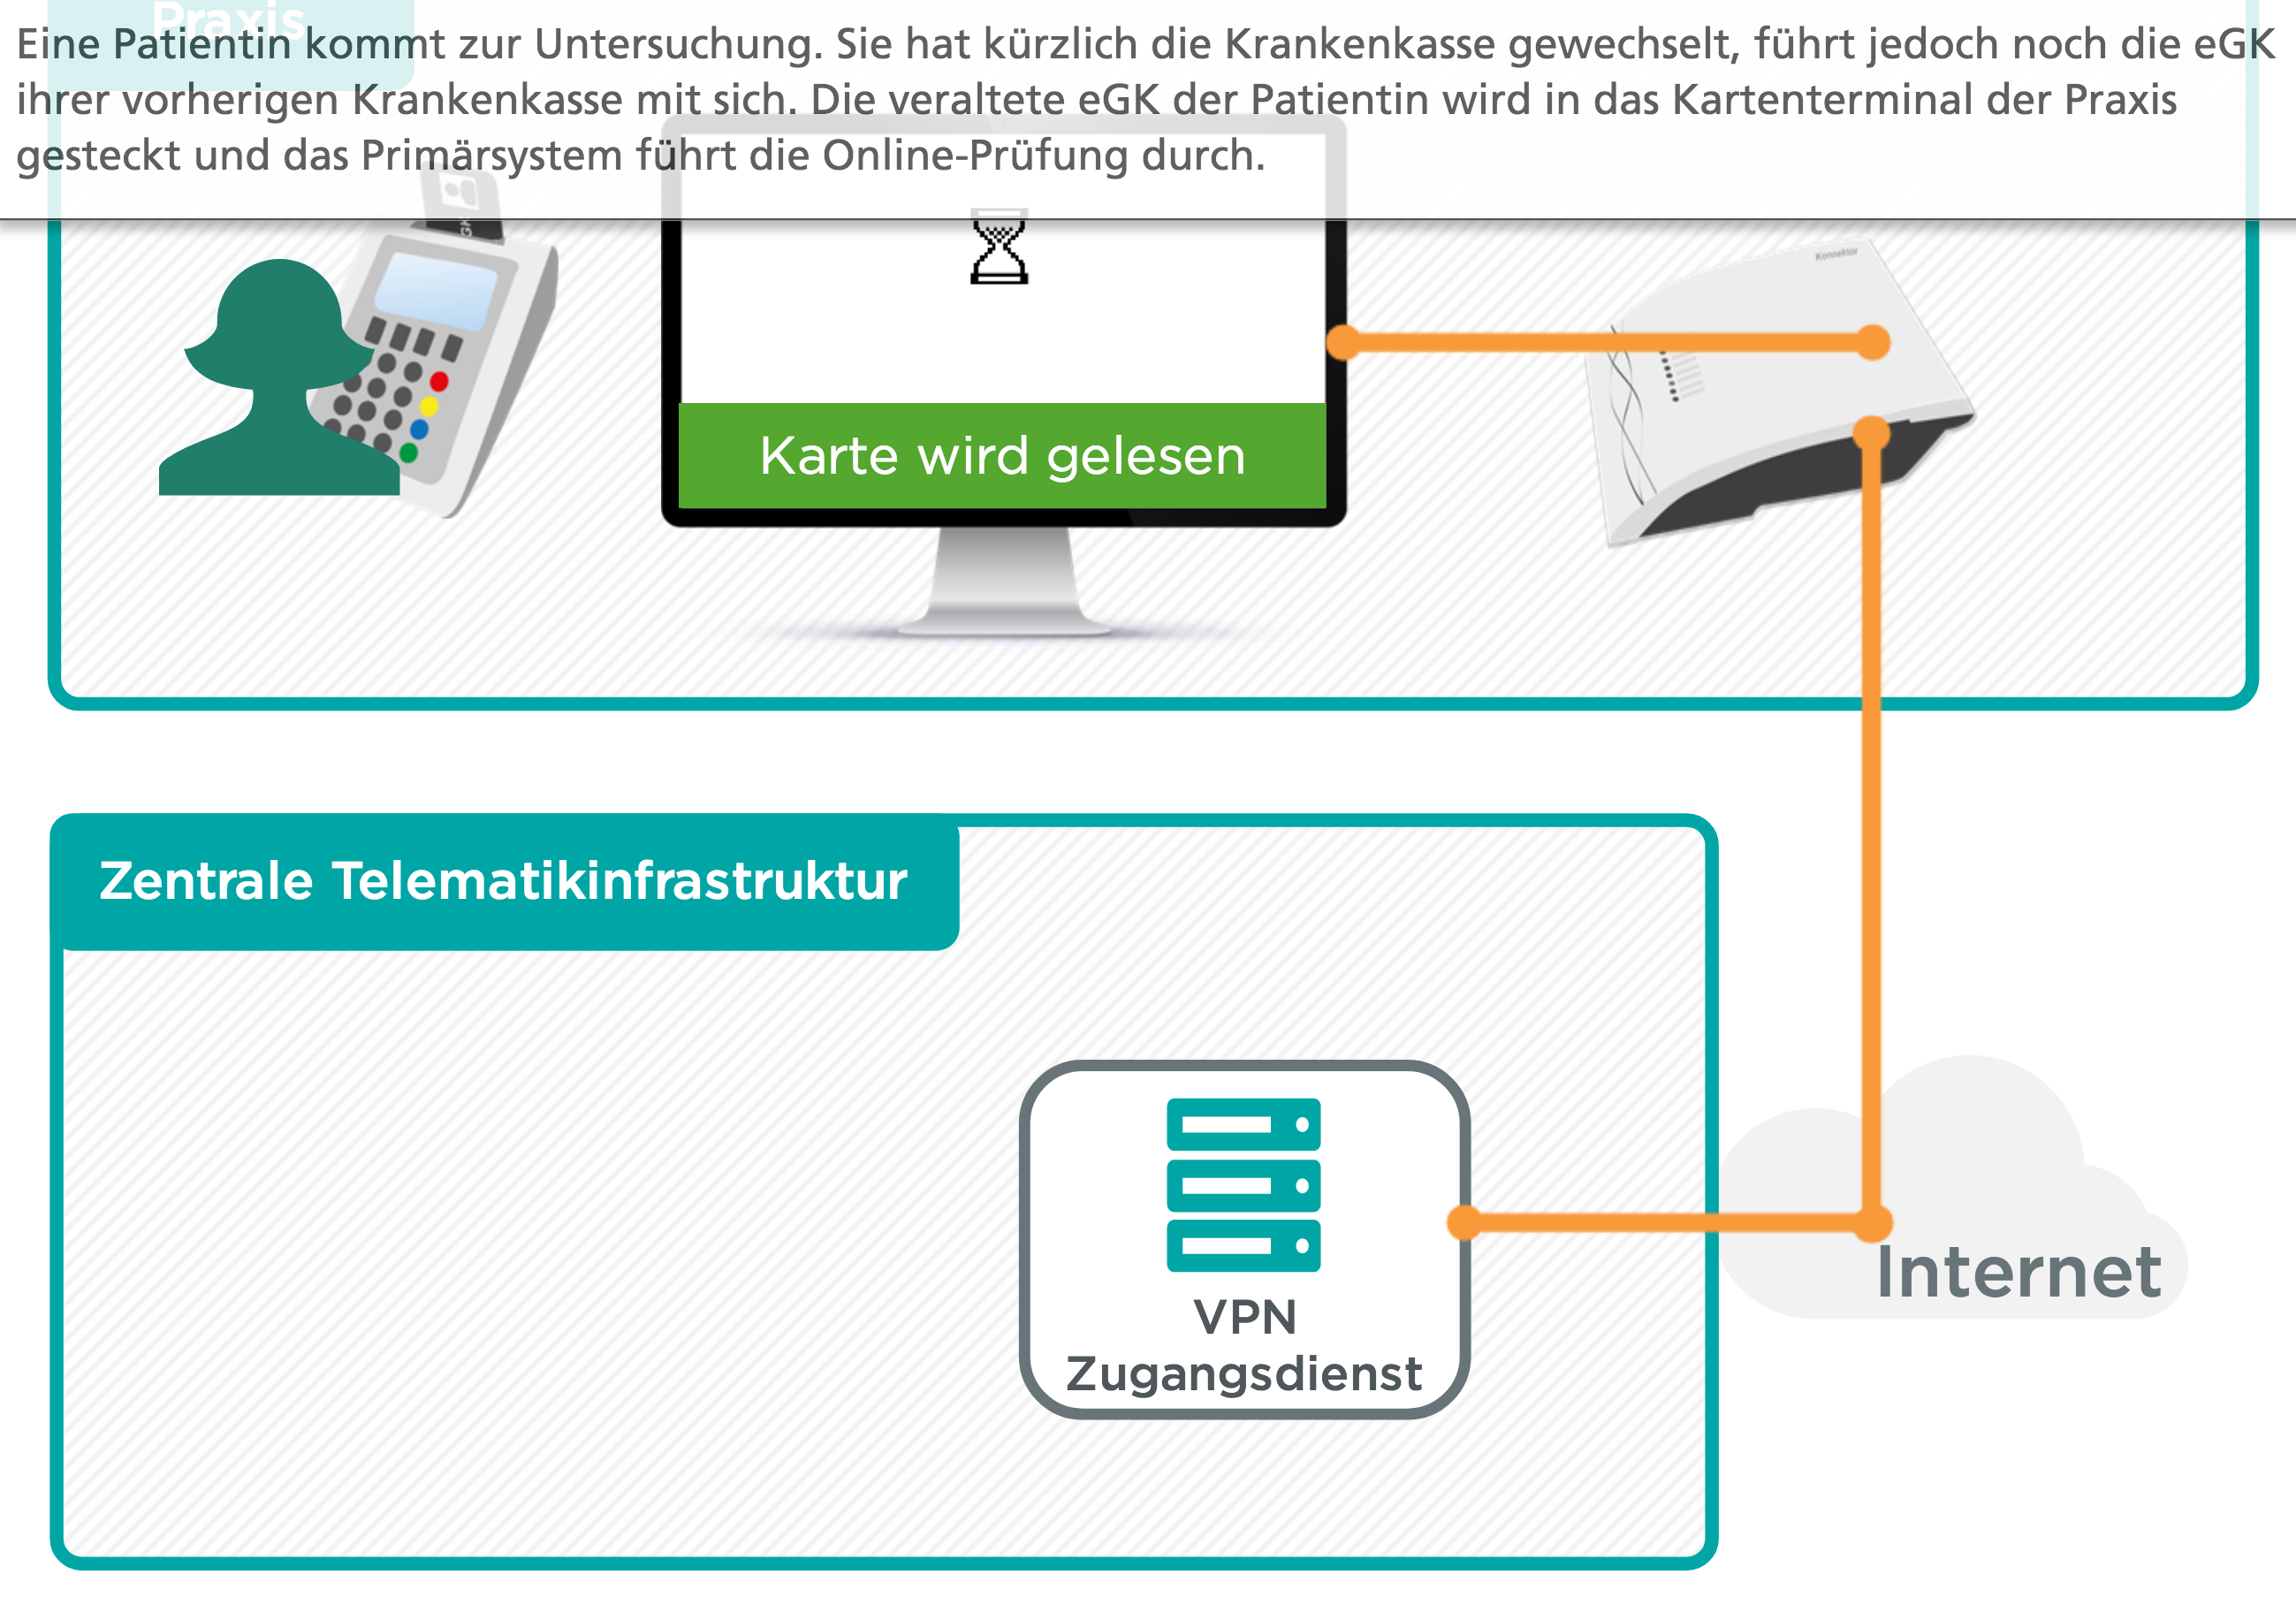 Praxis
Eine Patientin kommt zur Untersuchung. Sie hat kürzlich die Krankenkasse gewechselt, führt jedoch noch die eGK
ihrer vorherigen Krankenkasse mit sich. Die veraltete eGK der Patientin wird in das Kartenterminal der Praxis
gesteckt und das Primärsystem führt die Online-Prüfung durch.
Konnektor
Karte wird gelesen
Zentrale Telematikinfrastruktur
VPN
Zugangsdienst
Internet